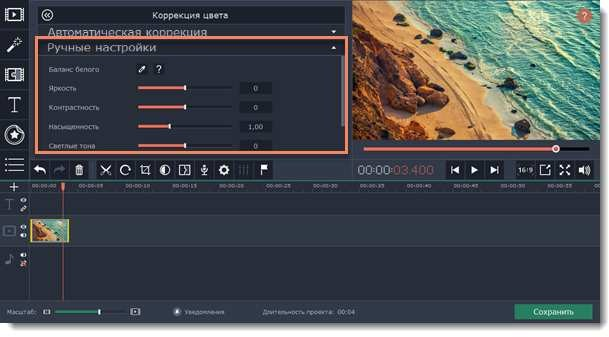 Коррекция цвета
Автоматическая коррекция
Ручные настройки
Баланс белого ?
Яркость 0
Контрастность 0
Насыщенность 1,00
Светлые тона 0
?
00:00:03.400
16:9
00:00:00 00:00:05 00:00:10 00:00:15 00:00:20 00:00:25 00:00:30 00:00:35 00:00:40 00:00:45 00:00:50 00:00:55
Масштаб: Уведомления Длительность проекта: 00:04 Сохранить